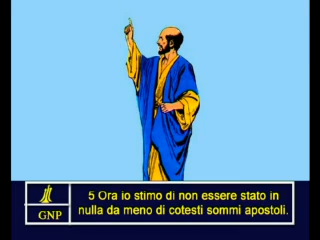 5 Ora io stimo di non essere stato in
nulla da meno di cotesti sommi apostoli.
GNP